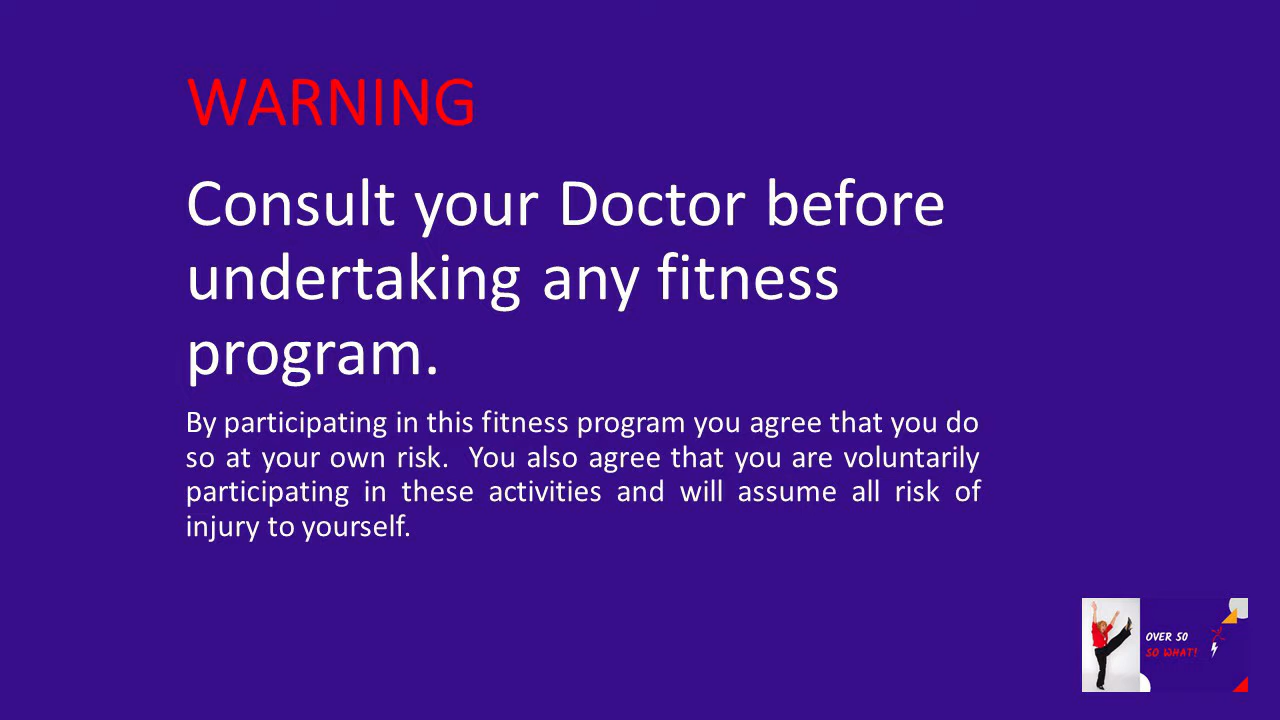 WARNING
Consult your Doctor before
undertaking any fitness
program.
By participating in this fitness program you agree that you do
so at your own risk.  You also agree that you are voluntarily
participating in these activities and will assume all risk of
injury to yourself.
OVER 50
SO WHAT!